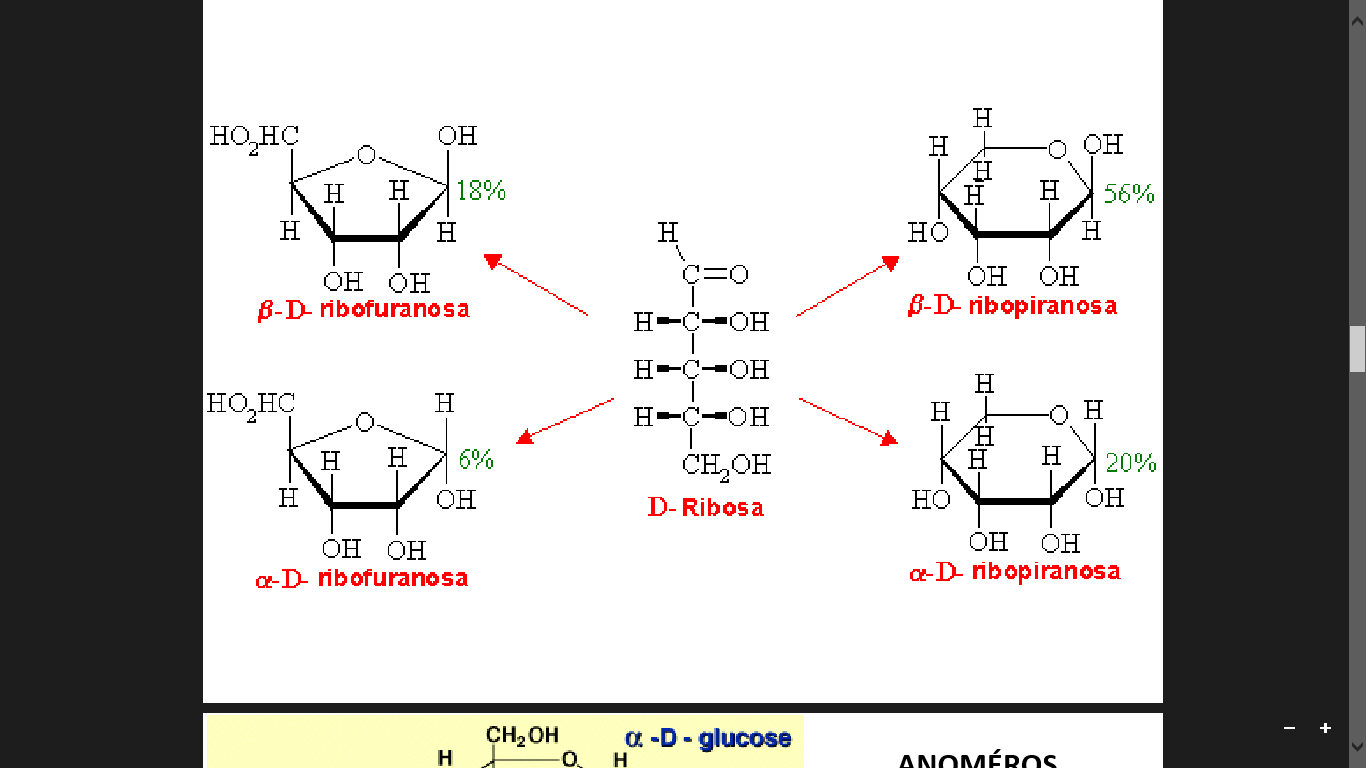 HO2HC
O
OH
H
H
18%
H
H
OH
OH
β-D- ribofuranosa
H
H
O
OH
H
H
H
56%
HO
H
OH
OH
β-D- ribopiranosa
H
C=O
H-C-OH
H-C-OH
H-C-OH
CH2OH
D-Ribosa
HO2HC
H
O
H
H
6%
H
OH
OH
OH
α-D- ribofuranosa
H
H
O
H
H
H
H
20%
HO
OH
OH
OH
α-D- ribopiranosa
CH2OH
α -D - glucose
H
O
H
ANOMÉROS
− +